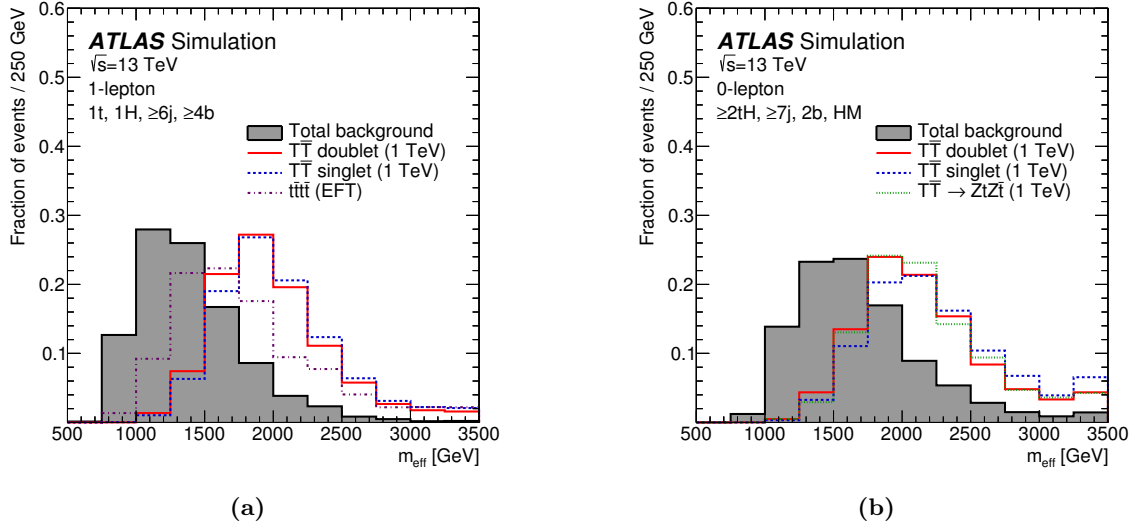 Fraction of events / 250 GeV
0.6
0.5
0.4
0.3
0.2
0.1
ATLAS Simulation
√s=13 TeV
1-lepton
1t, 1H, ≥6j, ≥4b
Total background
TT̅ doublet (1 TeV)
TT̅ singlet (1 TeV)
tt̅tt̅ (EFT)
500 1000 1500 2000 2500 3000 3500
m_eff [GeV]
(a)
Fraction of events / 250 GeV
0.6
0.5
0.4
0.3
0.2
0.1
ATLAS Simulation
√s=13 TeV
0-lepton
≥2tH, ≥7j, 2b, HM
Total background
TT̅ doublet (1 TeV)
TT̅ singlet (1 TeV)
TT̅ → ZtZt̅ (1 TeV)
500 1000 1500 2000 2500 3000 3500
m_eff [GeV]
(b)